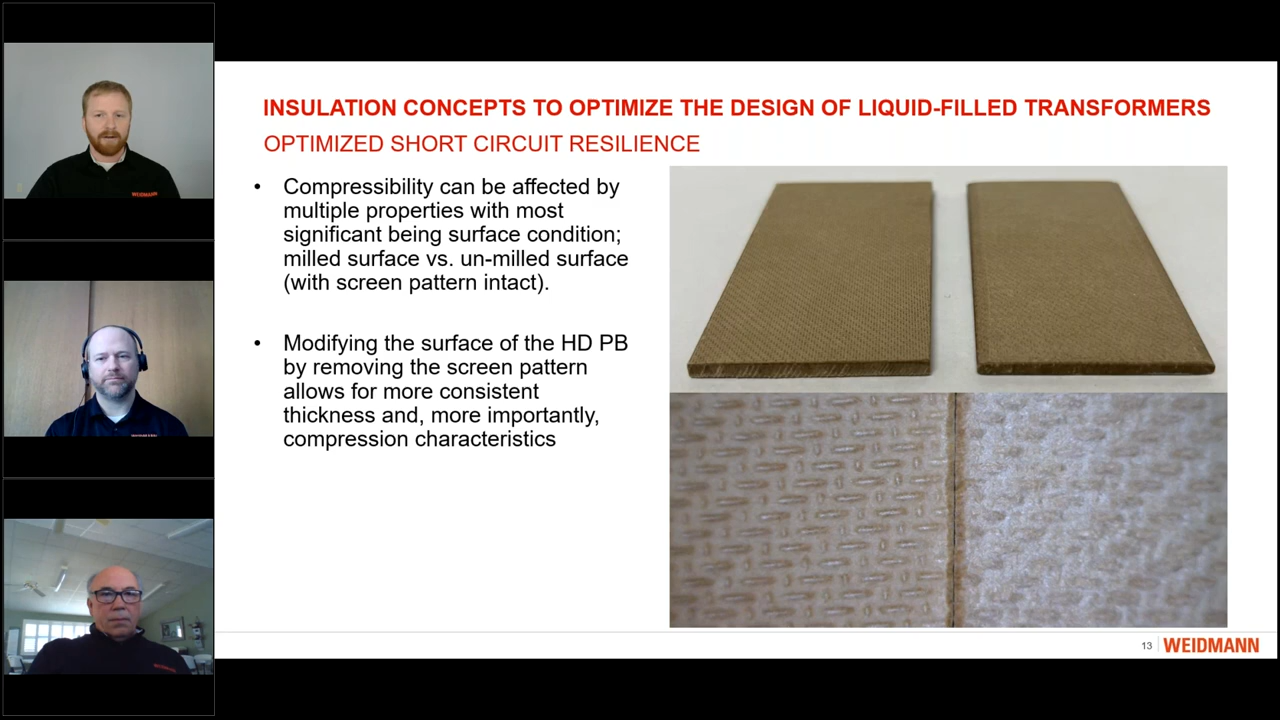 INSULATION CONCEPTS TO OPTIMIZE THE DESIGN OF LIQUID-FILLED TRANSFORMERS
OPTIMIZED SHORT CIRCUIT RESILIENCE
• Compressibility can be affected by
multiple properties with most
significant being surface condition;
milled surface vs. un-milled surface
(with screen pattern intact).
• Modifying the surface of the HD PB
by removing the screen pattern
allows for more consistent
thickness and, more importantly,
compression characteristics
13
WEIDMANN
WEIDMANN